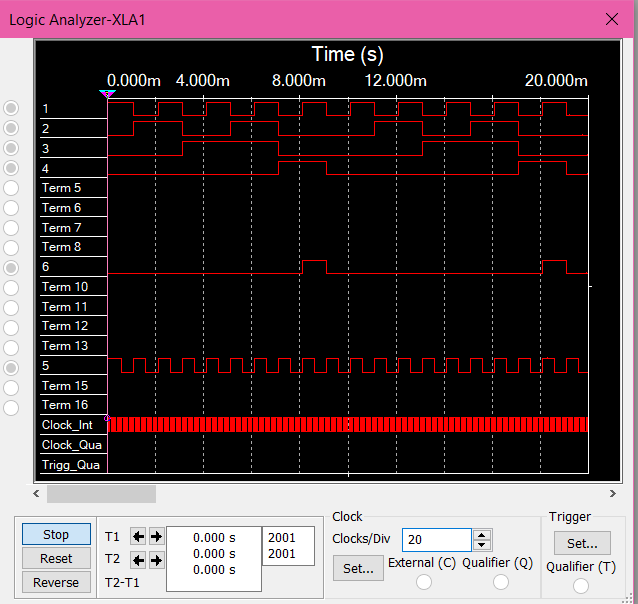 Logic Analyzer-XLA1
Time (s)
0.000m 4.000m 8.000m 12.000m 20.000m
1
2
3
4
Term 5
Term 6
Term 7
Term 8
6
Term 10
Term 11
Term 12
Term 13
5
Term 15
Term 16
Clock_Int
Clock_Qua
Trigg_Qua
Stop
Reset
Reverse
T1
T2
T2-T1
0.000 s 2001
0.000 s 2001
0.000 s
Clock
Clocks/Div 20
Set...
External (C) Qualifier (Q)
Trigger
Set...
Qualifier (T)